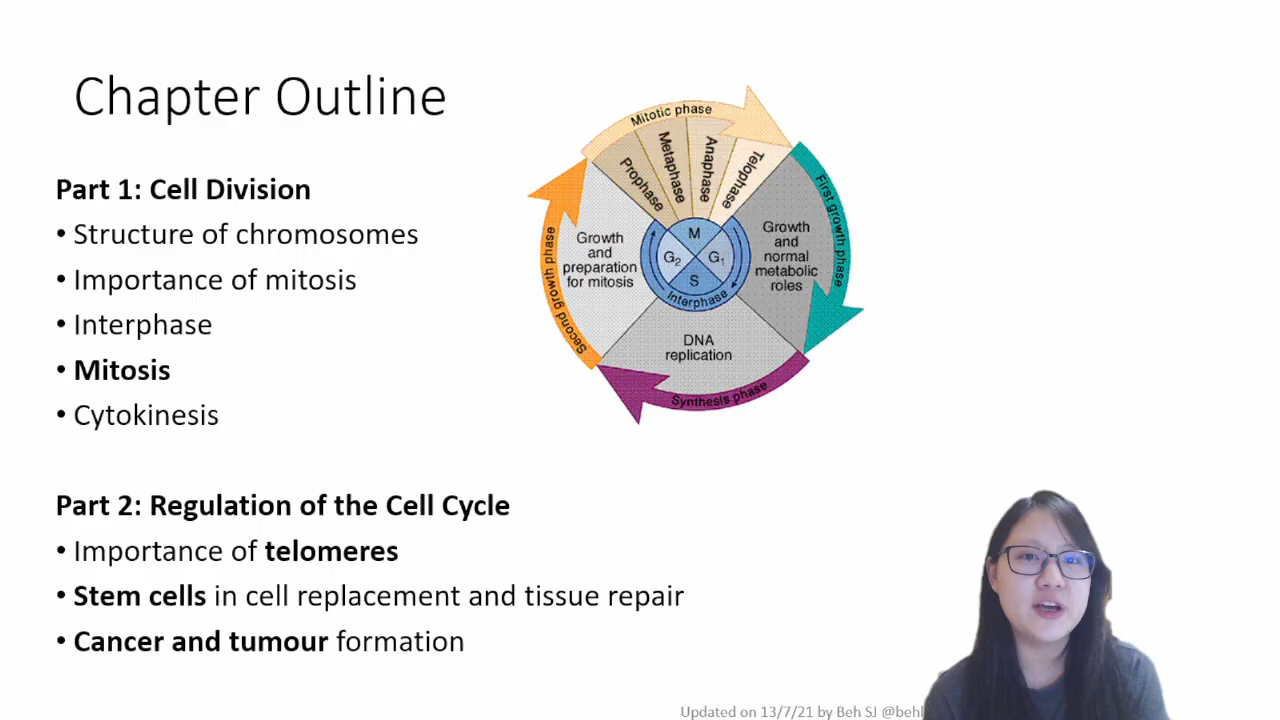 Chapter Outline
Part 1: Cell Division
• Structure of chromosomes
• Importance of mitosis
• Interphase
• Mitosis
• Cytokinesis
Part 2: Regulation of the Cell Cycle
• Importance of telomeres
• Stem cells in cell replacement and tissue repair
• Cancer and tumour formation
Mitotic phase
Prophase
Metaphase
Anaphase
Telophase
First growth phase
Growth
and
normal
metabolic
roles
Synthesis phase
DNA
replication
Second growth phase
Growth
and
preparation
for mitosis
M
G₂
G₁
S
Interphase
Updated on 13/7/21 by Beh SJ